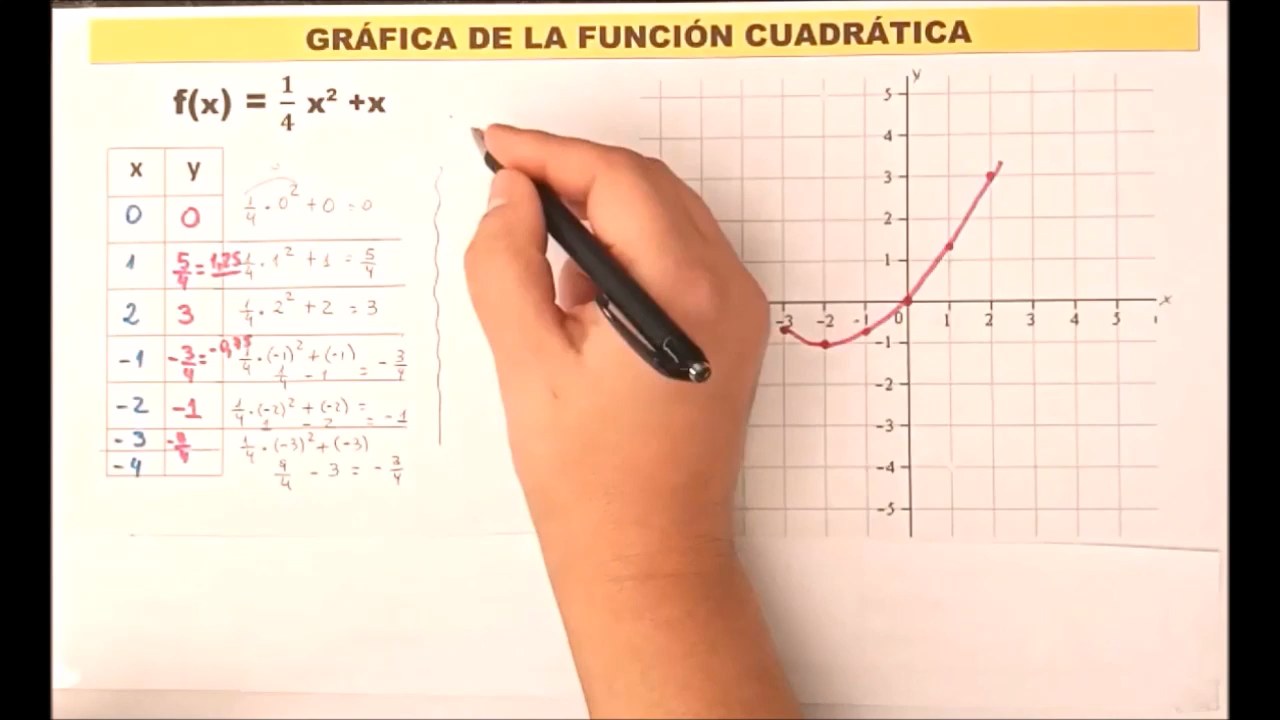 GRÁFICA DE LA FUNCIÓN CUADRÁTICA
f(x) = 1/4 x² +x
x y
0 0 1/4 · 0² + 0 = 0
1 5/4 = 1,25 1/4 · 1² + 1 = 5/4
2 3 1/4 · 2² + 2 = 3
-1 -3/4 = -0,75 1/4 · (-1)² + (-1)
1/4 - 1 = - 3/4
-2 -1 1/4 · (-2)² + (-2) =
1 - 2 = -1
-3 1/4 · (-3)² + (-3)
-4 9/4 - 3 = - 3/4
y
5
4
3
2
1
-3 -2 -1 0 1 2 3 4 5 x
-1
-2
-3
-4
-5